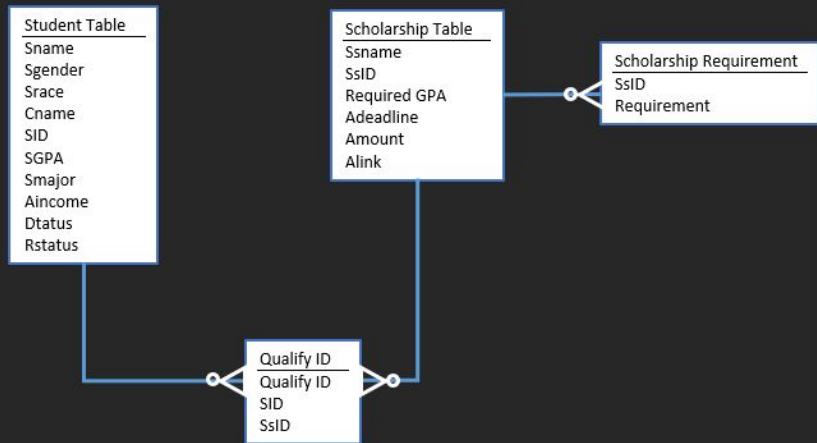 Student Table
Sname
Sgender
Srace
Cname
SID
SGPA
Smajor
Aincome
Dtatus
Rstatus
Scholarship Table
Ssname
SsID
Required GPA
Adeadline
Amount
Alink
Scholarship Requirement
SsID
Requirement
Qualify ID
Qualify ID
SID
SsID